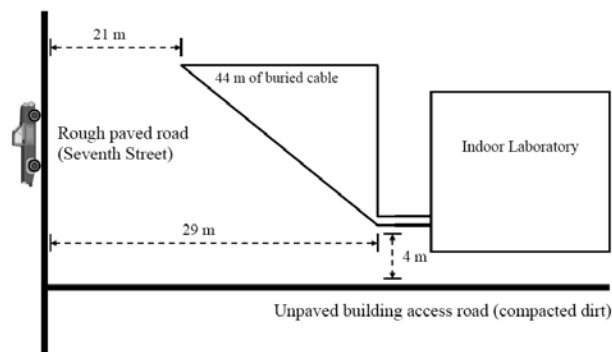 21 m
44 m of buried cable
Rough paved road
(Seventh Street)
Indoor Laboratory
29 m
4 m
Unpaved building access road (compacted dirt)